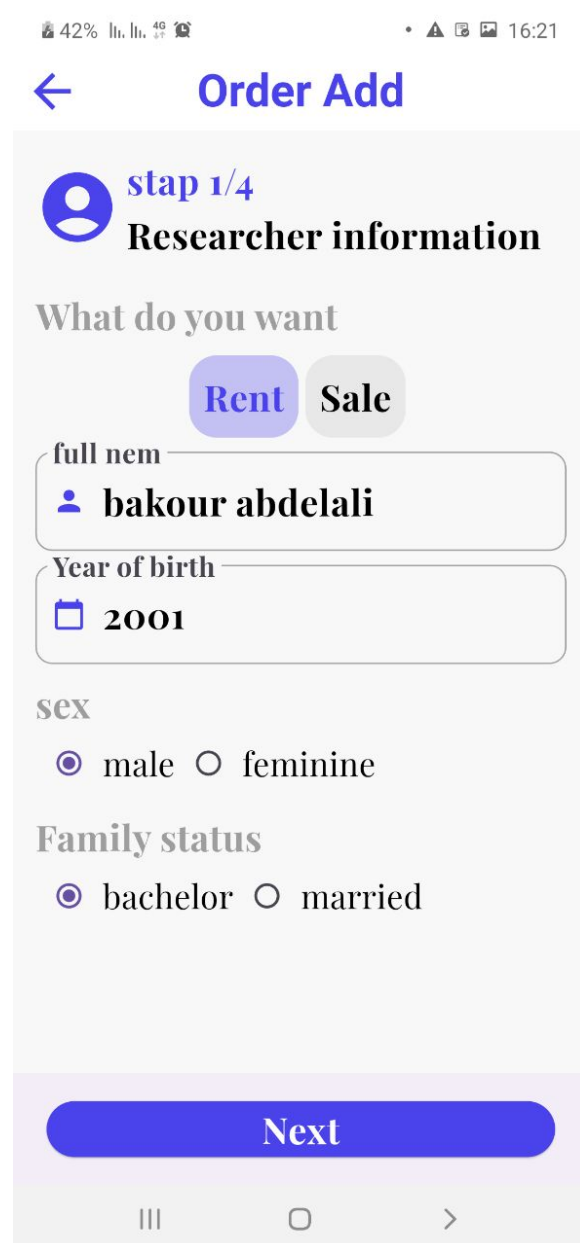 42% 4G 16:21
Order Add
stap 1/4
Researcher information
What do you want
Rent Sale
full nem
bakour abdelali
Year of birth
2001
sex
male feminine
Family status
bachelor married
Next